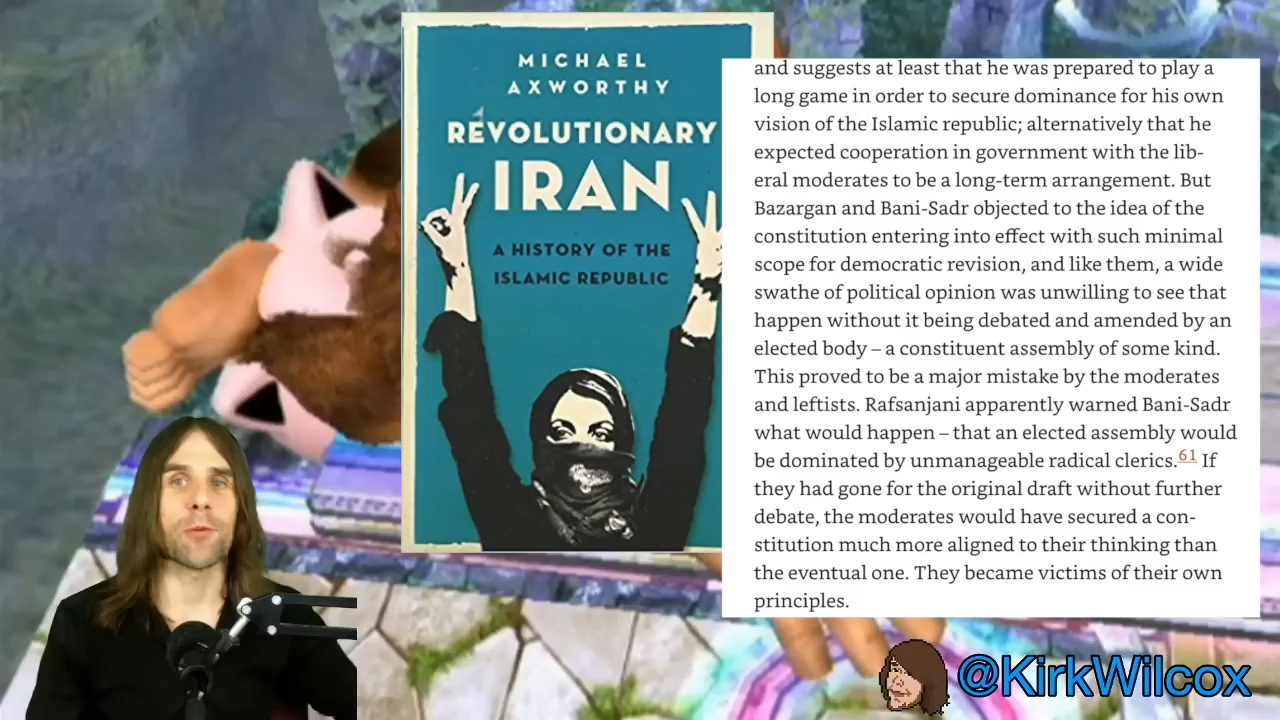 MICHAEL
AXWORTHY
REVOLUTIONARY
IRAN
A HISTORY OF THE
ISLAMIC REPUBLIC
and suggests at least that he was prepared to play a
long game in order to secure dominance for his own
vision of the Islamic republic; alternatively that he
expected cooperation in government with the lib-
eral moderates to be a long-term arrangement. But
Bazargan and Bani-Sadr objected to the idea of the
constitution entering into effect with such minimal
scope for democratic revision, and like them, a wide
swathe of political opinion was unwilling to see that
happen without it being debated and amended by an
elected body – a constituent assembly of some kind.
This proved to be a major mistake by the moderates
and leftists. Rafsanjani apparently warned Bani-Sadr
what would happen – that an elected assembly would
be dominated by unmanageable radical clerics.61 If
they had gone for the original draft without further
debate, the moderates would have secured a con-
stitution much more aligned to their thinking than
the eventual one. They became victims of their own
principles.
@KirkWilcox